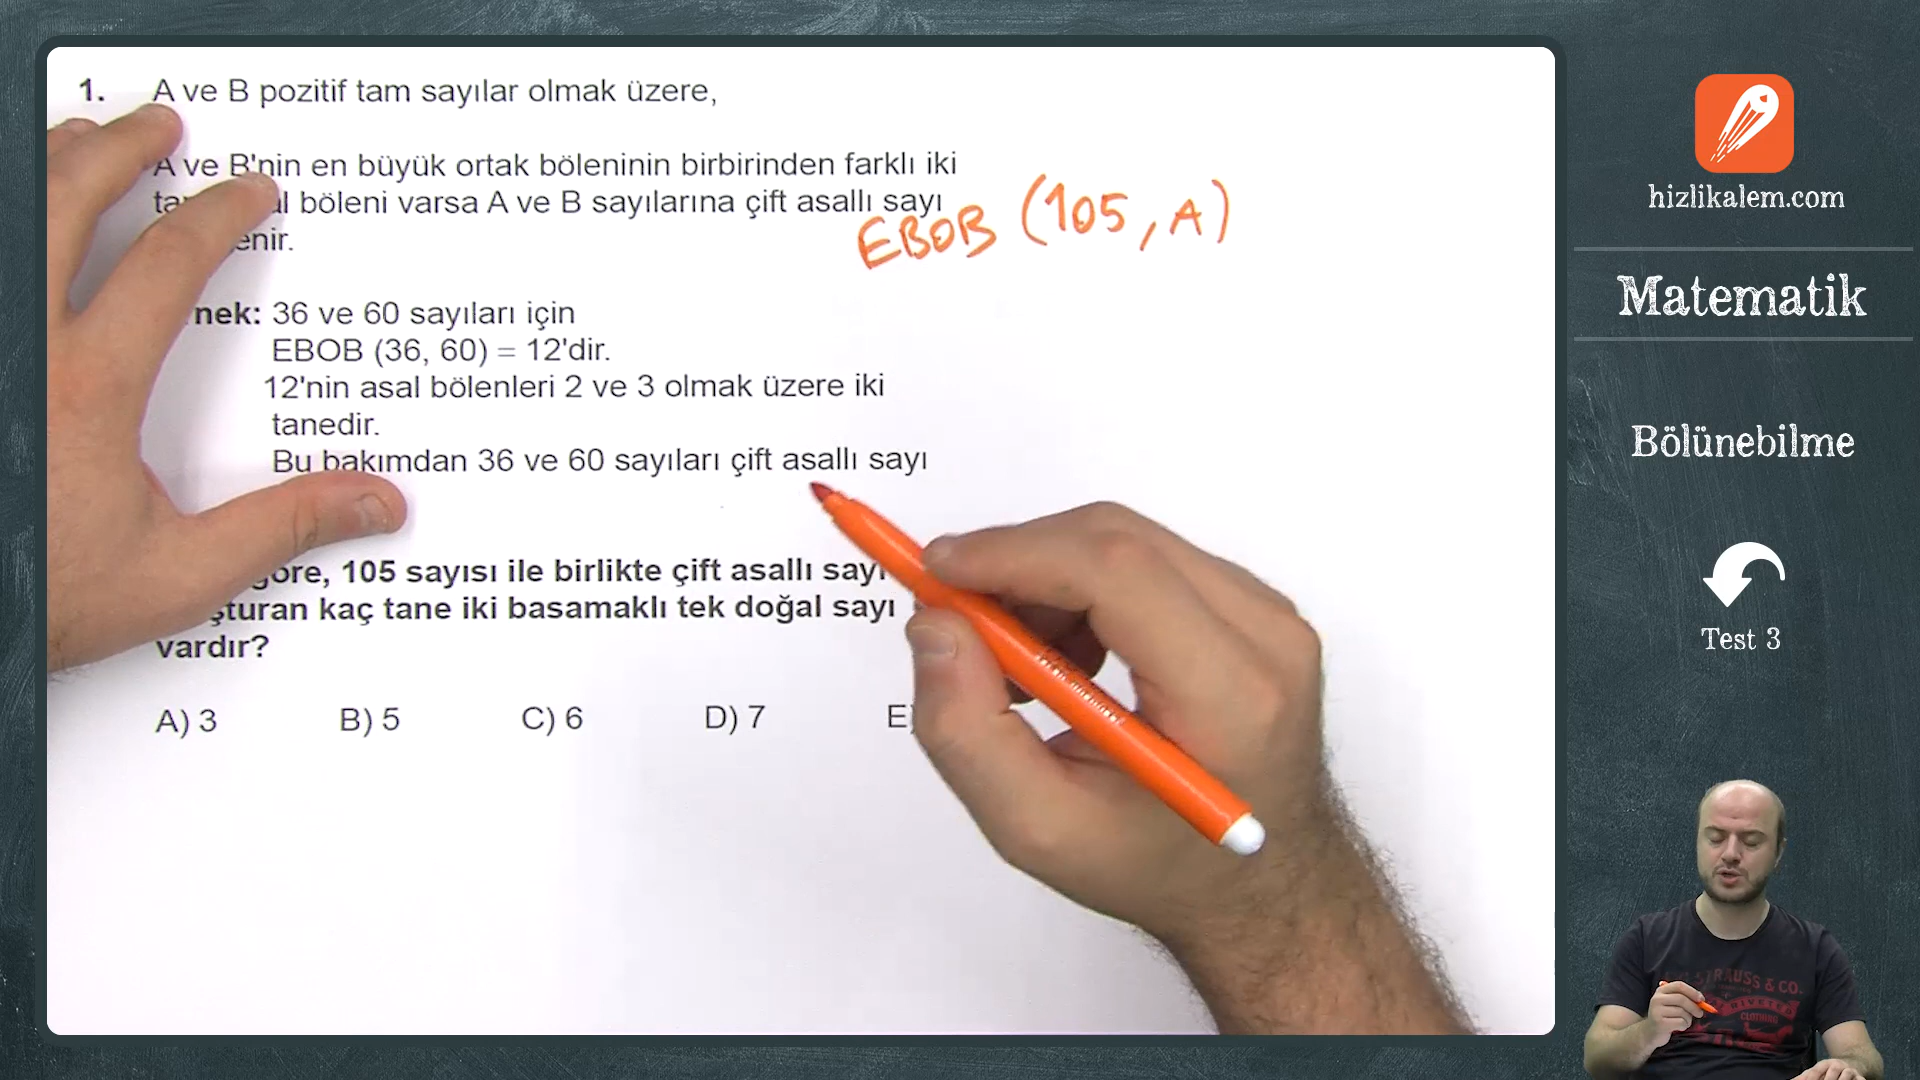 1. A ve B pozitif tam sayılar olmak üzere,
A ve B'nin en büyük ortak böleninin birbirinden farklı iki
böleni varsa A ve B sayılarına çift asallı sayı
EBOB (105, A)
36 ve 60 sayıları için
EBOB (36, 60) = 12'dir.
12'nin asal bölenleri 2 ve 3 olmak üzere iki
tanedir.
Bu bakımdan 36 ve 60 sayıları çift asallı sayı
105 sayısı ile birlikte çift asallı sayı
kaç tane iki basamaklı tek doğal sayı
vardır?
A) 3 B) 5 C) 6 D) 7 E)
hizlikalem.com
Matematik
Bölünebilme
Test 3